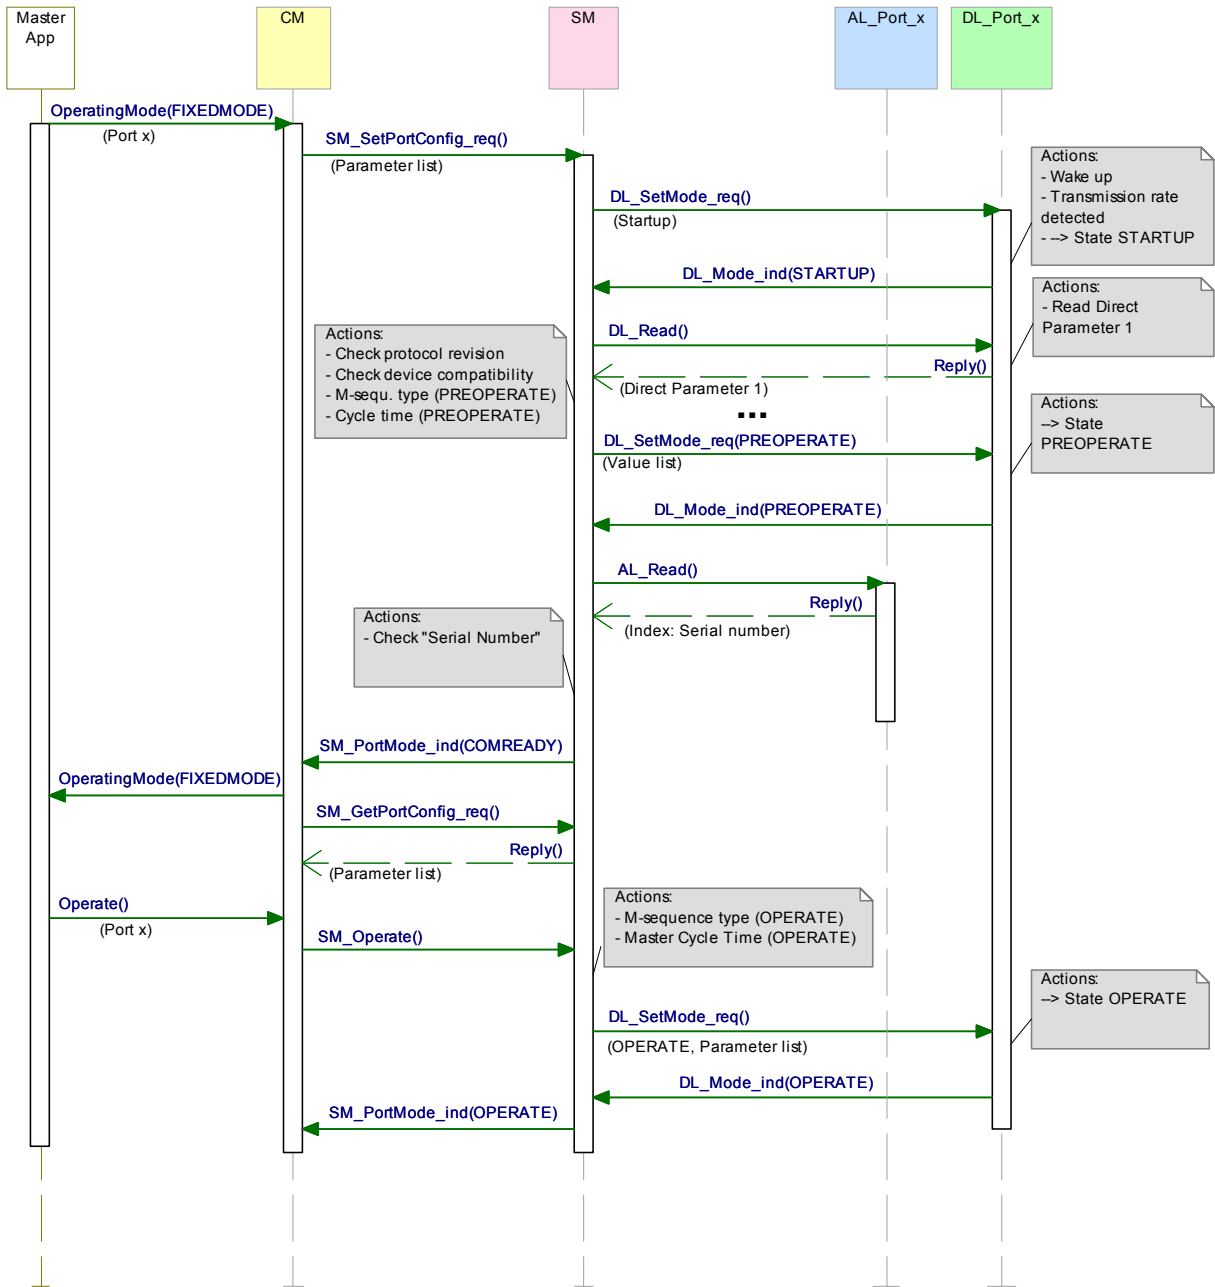 Master
App
CM
SM
AL_Port_x
DL_Port_x
OperatingMode(FIXEDMODE)
(Port x)
SM_SetPortConfig_req()
(Parameter list)
Actions:
- Wake up
- Transmission rate
detected
- --> State STARTUP
DL_SetMode_req()
(Startup)
DL_Mode_ind(STARTUP)
Actions:
- Read Direct
Parameter 1
Actions:
- Check protocol revision
- Check device compatibility
- M-sequ. type (PREOPERATE)
- Cycle time (PREOPERATE)
DL_Read()
Reply()
(Direct Parameter 1)
...
Actions:
--> State
PREOPERATE
DL_SetMode_req(PREOPERATE)
(Value list)
DL_Mode_ind(PREOPERATE)
AL_Read()
Reply()
(Index: Serial number)
Actions:
- Check "Serial Number"
SM_PortMode_ind(COMREADY)
OperatingMode(FIXEDMODE)
SM_GetPortConfig_req()
Reply()
(Parameter list)
Operate()
(Port x)
Actions:
- M-sequence type (OPERATE)
- Master Cycle Time (OPERATE)
SM_Operate()
Actions:
--> State OPERATE
DL_SetMode_req()
(OPERATE, Parameter list)
DL_Mode_ind(OPERATE)
SM_PortMode_ind(OPERATE)